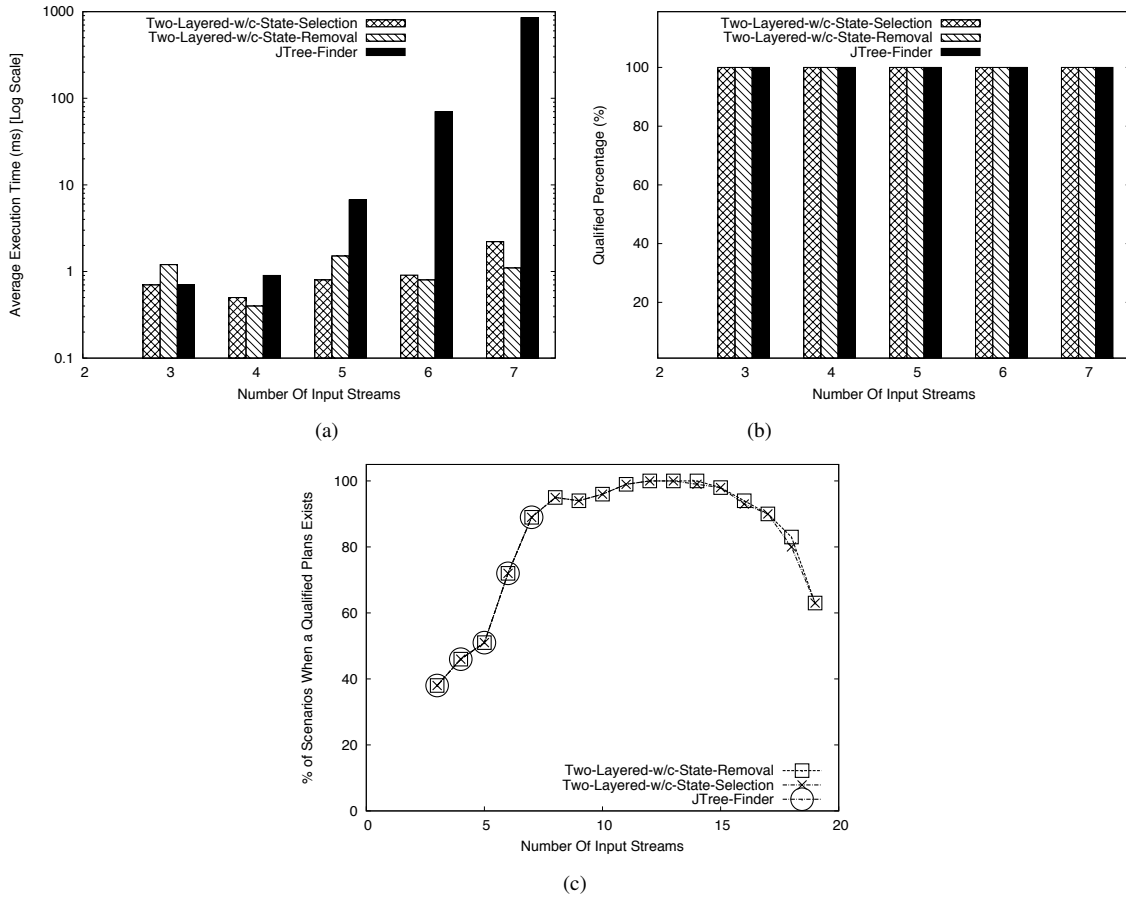 Two-Layered-w/c-State-Selection
Two-Layered-w/c-State-Removal
JTree-Finder
1000
100
10
1
0.1
Average Execution Time (ms) [Log Scale]
2 3 4 5 6 7
Number Of Input Streams
(a)
Two-Layered-w/c-State-Selection
Two-Layered-w/c-State-Removal
JTree-Finder
100
80
60
40
20
Qualified Percentage (%)
2 3 4 5 6 7
Number Of Input Streams
(b)
100
80
60
40
20
0
% of Scenarios When a Qualified Plans Exists
Two-Layered-w/c-State-Removal
Two-Layered-w/c-State-Selection
JTree-Finder
0 5 10 15 20
Number Of Input Streams
(c)